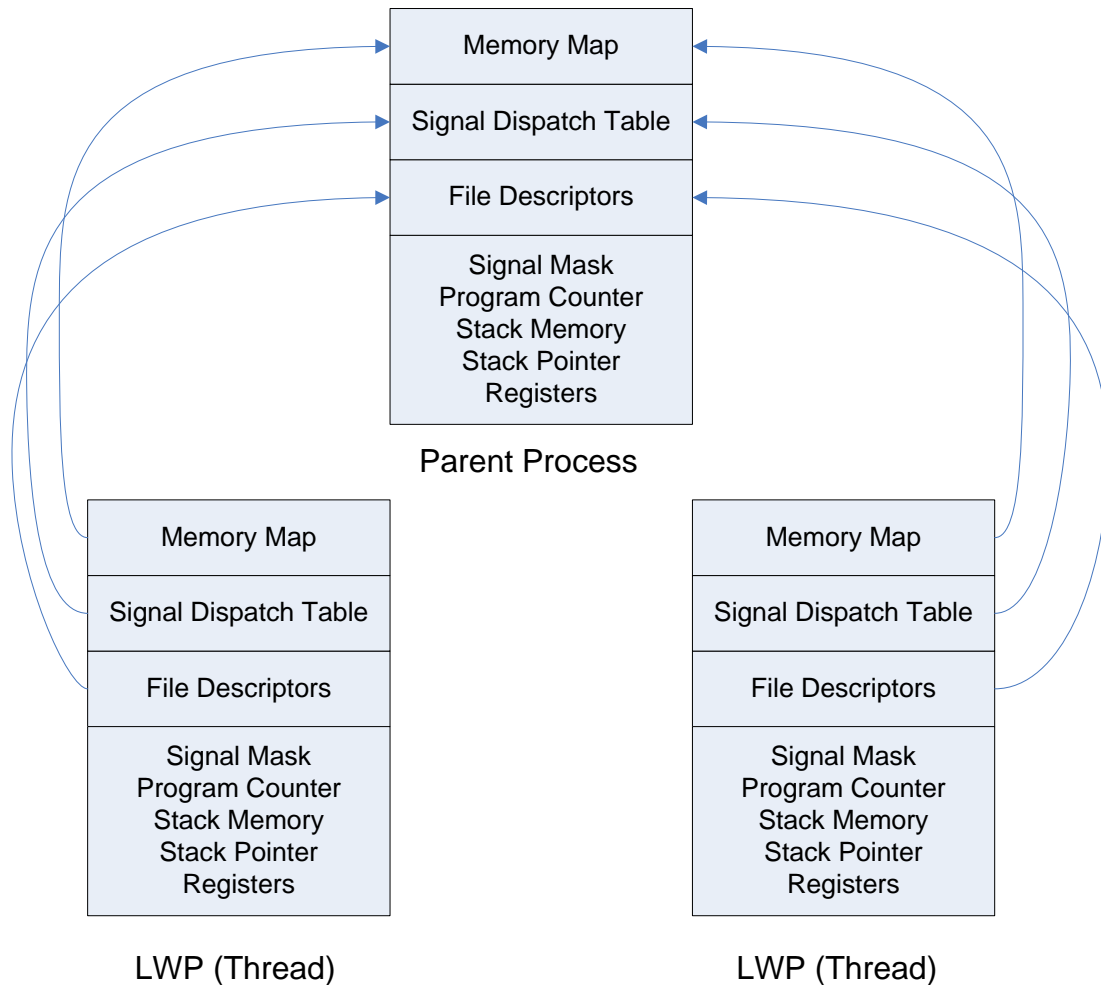 Memory Map
Signal Dispatch Table
File Descriptors
Signal Mask
Program Counter
Stack Memory
Stack Pointer
Registers
Parent Process
Memory Map
Signal Dispatch Table
File Descriptors
Signal Mask
Program Counter
Stack Memory
Stack Pointer
Registers
LWP (Thread)
Memory Map
Signal Dispatch Table
File Descriptors
Signal Mask
Program Counter
Stack Memory
Stack Pointer
Registers
LWP (Thread)